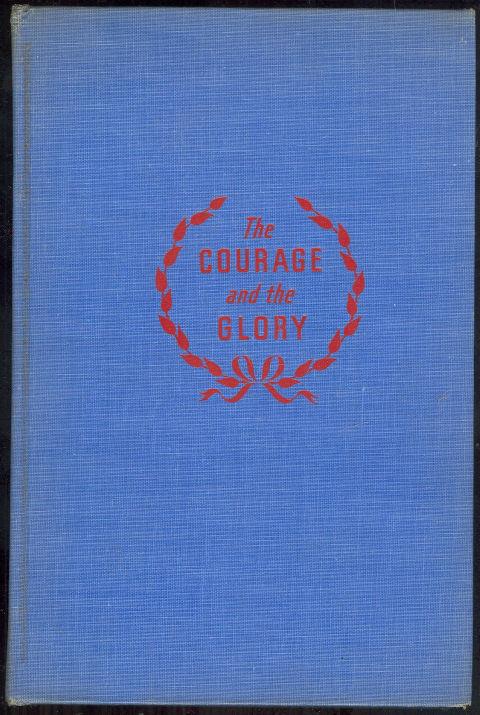 The
COURAGE
and the
GLORY